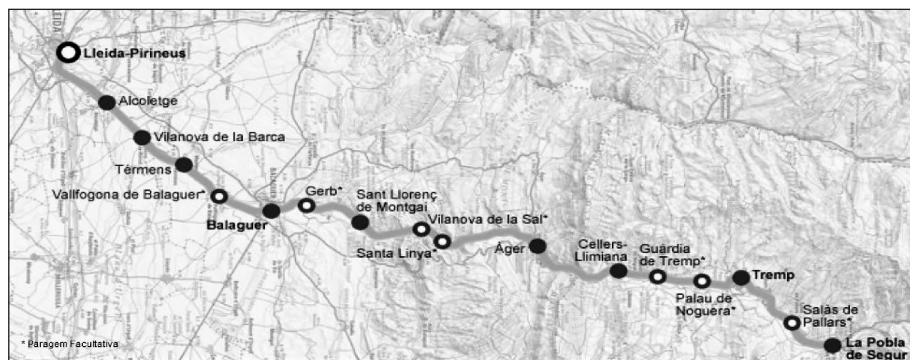 Lleida-Pirineus
Alcoletge
Vilanova de la Barca
Térmens
Vallfogona de Balaguer*
Balaguer
Gerb*
Sant Llorenç
de Montgaí
Vilanova de la Sal*
Santa Linya*
Àger
Cellers-
Llimiana
Guàrdia
de Tremp*
Palau de
Noguera*
Tremp
Salàs de
Pallars*
La Pobla
de Segur
* Paragem Facultativa